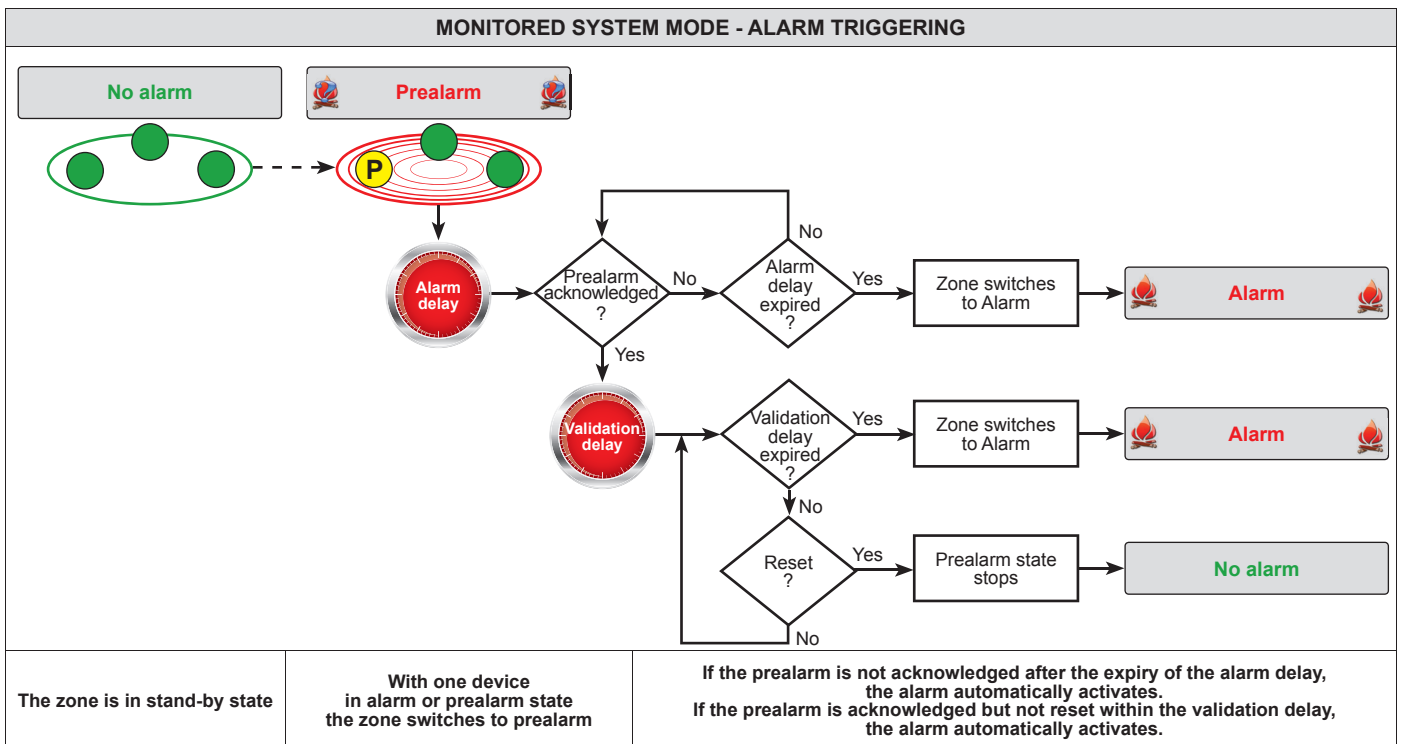 MONITORED SYSTEM MODE - ALARM TRIGGERING
No alarm
Prealarm
P
Alarm
delay
Prealarm
acknowledged
?
No
Alarm
delay
expired
?
No
Yes
Zone switches
to Alarm
Alarm
Yes
Validation
delay
Validation
delay
expired
?
Yes
Zone switches
to Alarm
Alarm
No
Reset
?
Yes
Prealarm state
stops
No alarm
No
The zone is in stand-by state
With one device
in alarm or prealarm state
the zone switches to prealarm
If the prealarm is not acknowledged after the expiry of the alarm delay,
the alarm automatically activates.
If the prealarm is acknowledged but not reset within the validation delay,
the alarm automatically activates.